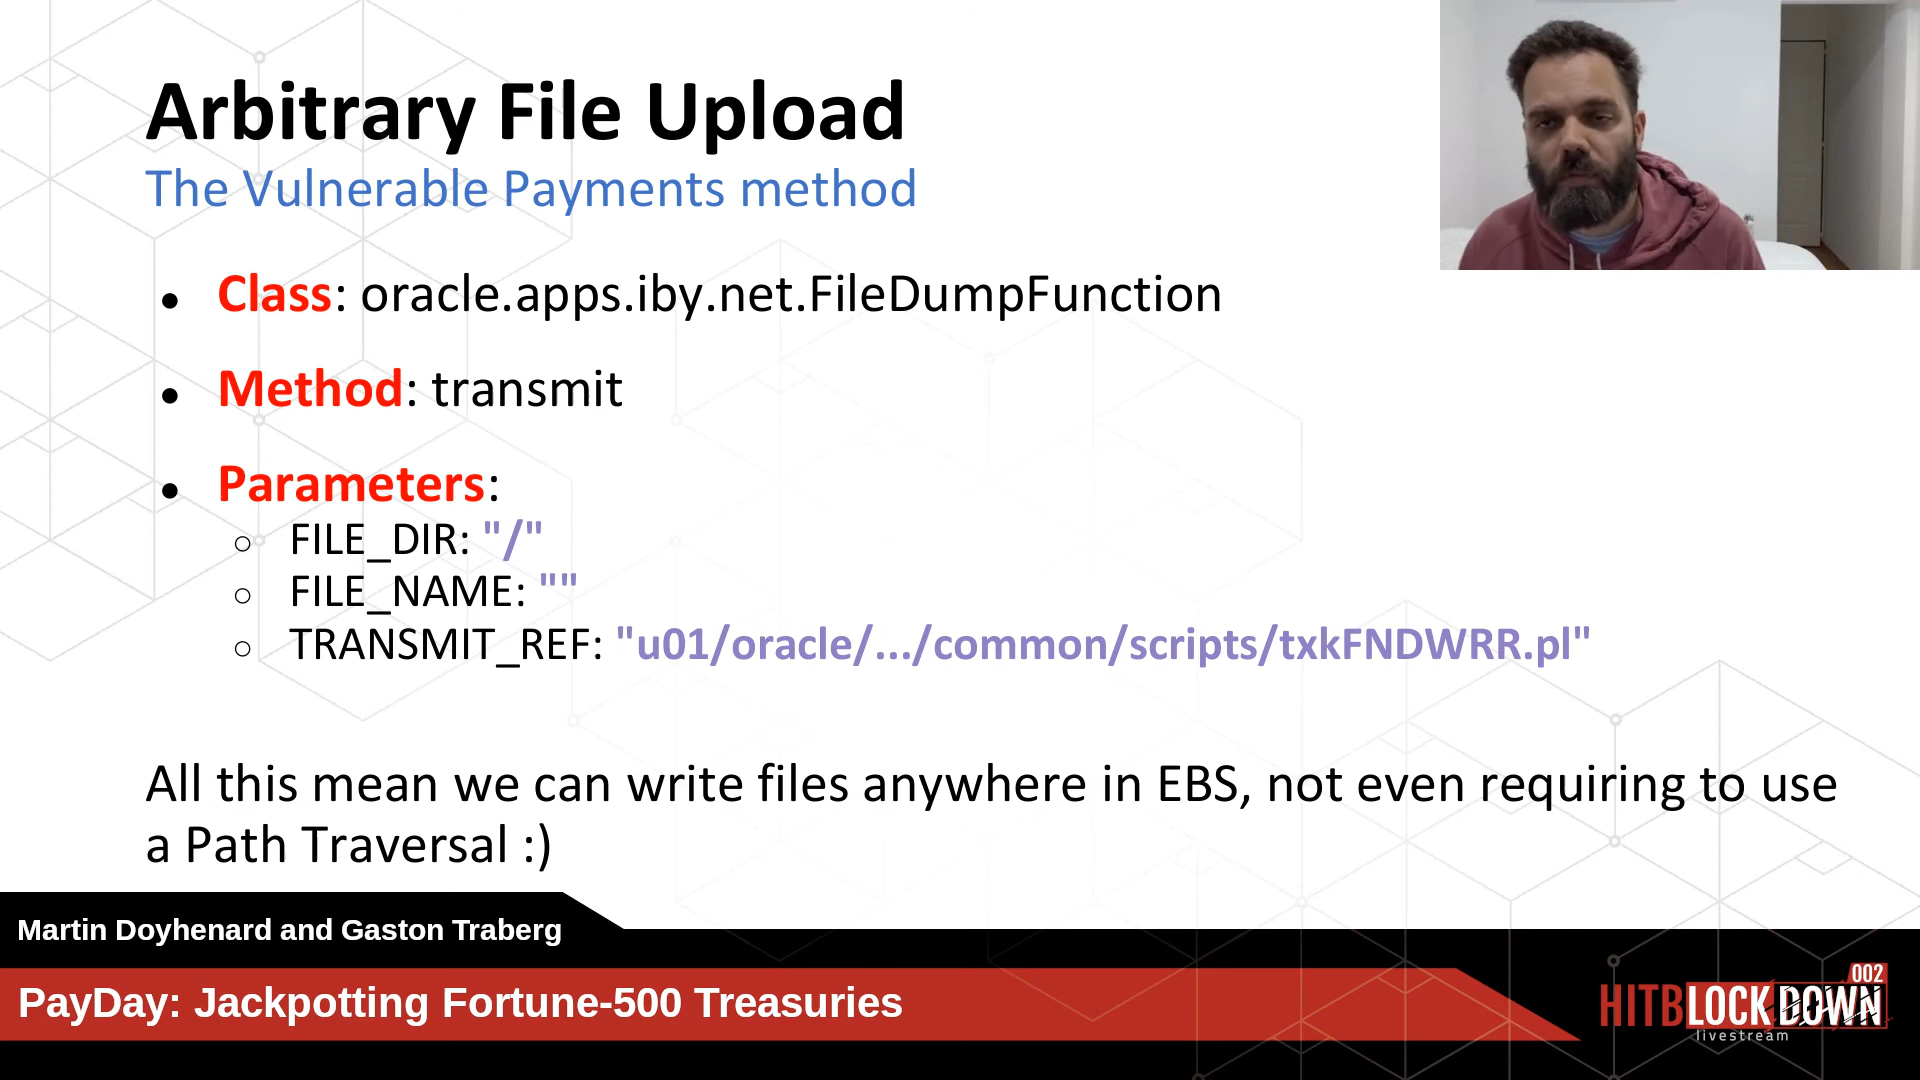 Arbitrary File Upload
The Vulnerable Payments method
● Class: oracle.apps.iby.net.FileDumpFunction
● Method: transmit
● Parameters:
○ FILE_DIR: "/"
○ FILE_NAME: ""
○ TRANSMIT_REF: "u01/oracle/.../common/scripts/txkFNDWRR.pl"
All this mean we can write files anywhere in EBS, not even requiring to use
a Path Traversal :)
Martin Doyhenard and Gaston Traberg
PayDay: Jackpotting Fortune-500 Treasuries
002
HITBLOCKDOWN
livestream